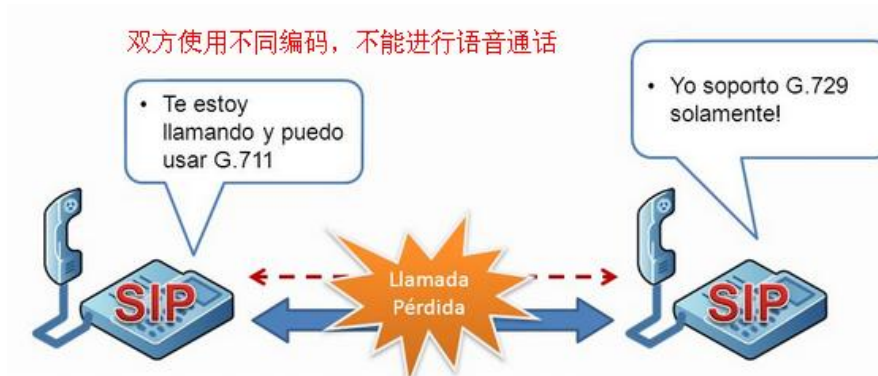 双方使用不同编码，不能进行语音通话
• Te estoy
llamando y puedo
usar G.711
• Yo soporto G.729
solamente!
Llamada
Pérdida
SIP
SIP